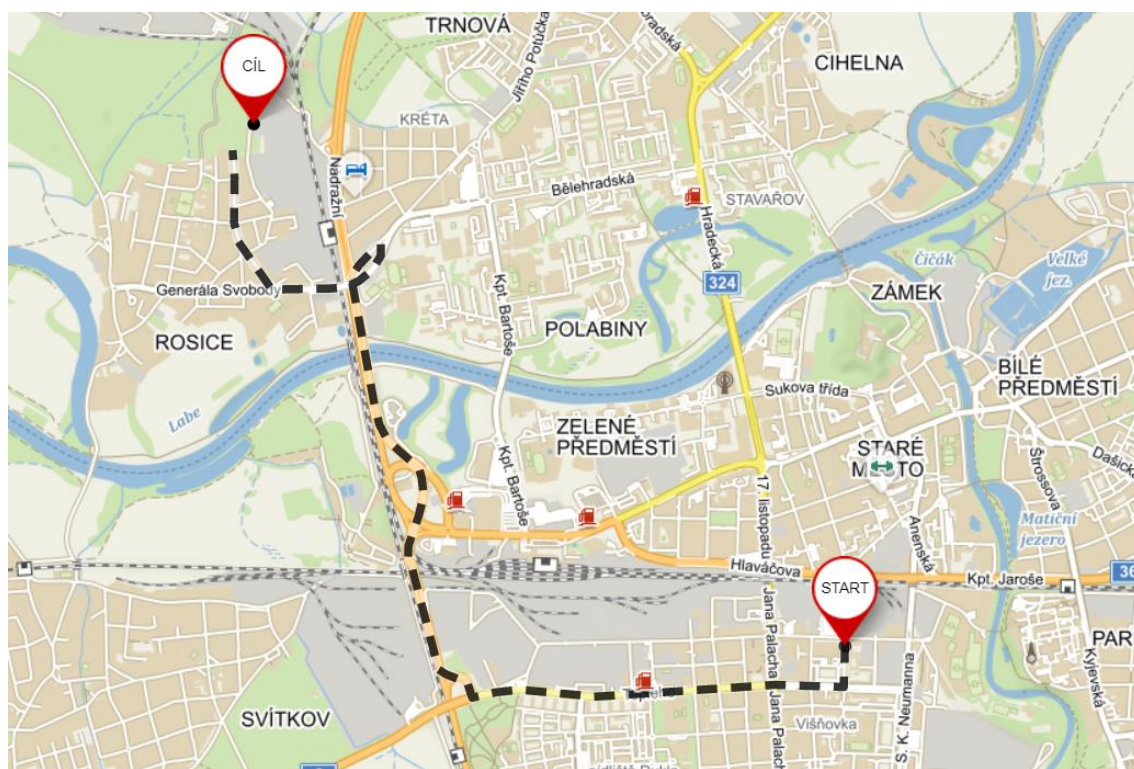 TRNOVÁ
CÍL
Jiřího Potůčka
CIHELNA
KRÉTA
Nadražní
Bělehradská
STAVAŘOV
Hradecká
324
Čičák
Velké
jez.
ZÁMEK
Generála Svobody
Kpt. Bartoše
ROSICE
POLABINY
BÍLÉ
PŘEDMĚSTÍ
Sukova třída
Labe
ZELENÉ
PŘEDMĚSTÍ
STARÉ
MĚSTO
Štrossova
Kpt. Bartoše
17. listopadu
Anenská
Matiční
jezero
Hlaváčova
Kpt. Jaroše
36
START
Jana Palacha
PAR
Kyjevská
S. K. Neumanna
Jana Palacha
SVÍTKOV
Višňovka